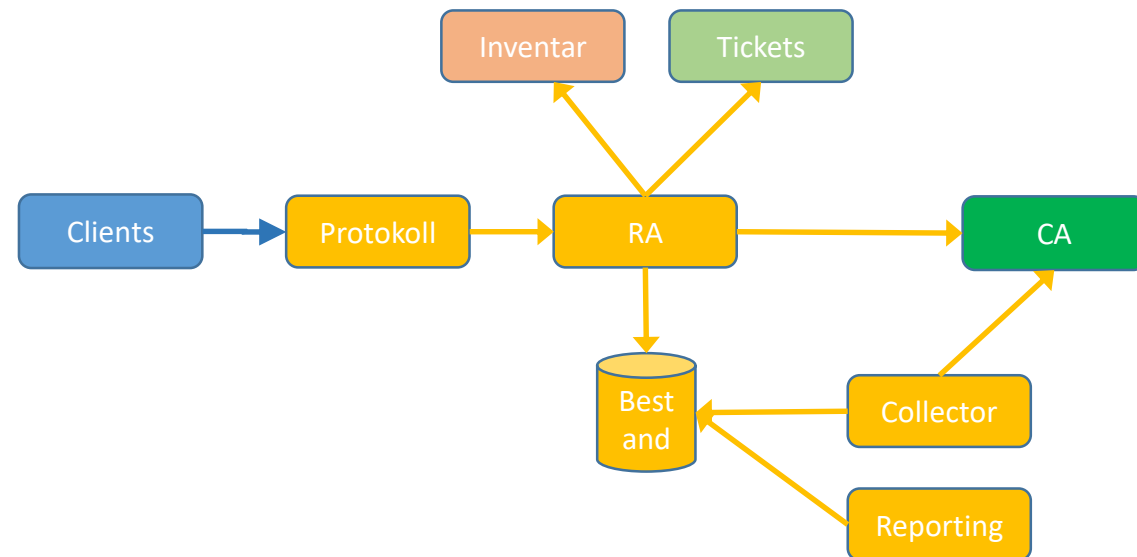 Inventar
Tickets
Clients
Protokoll
RA
CA
Best
and
Collector
Reporting